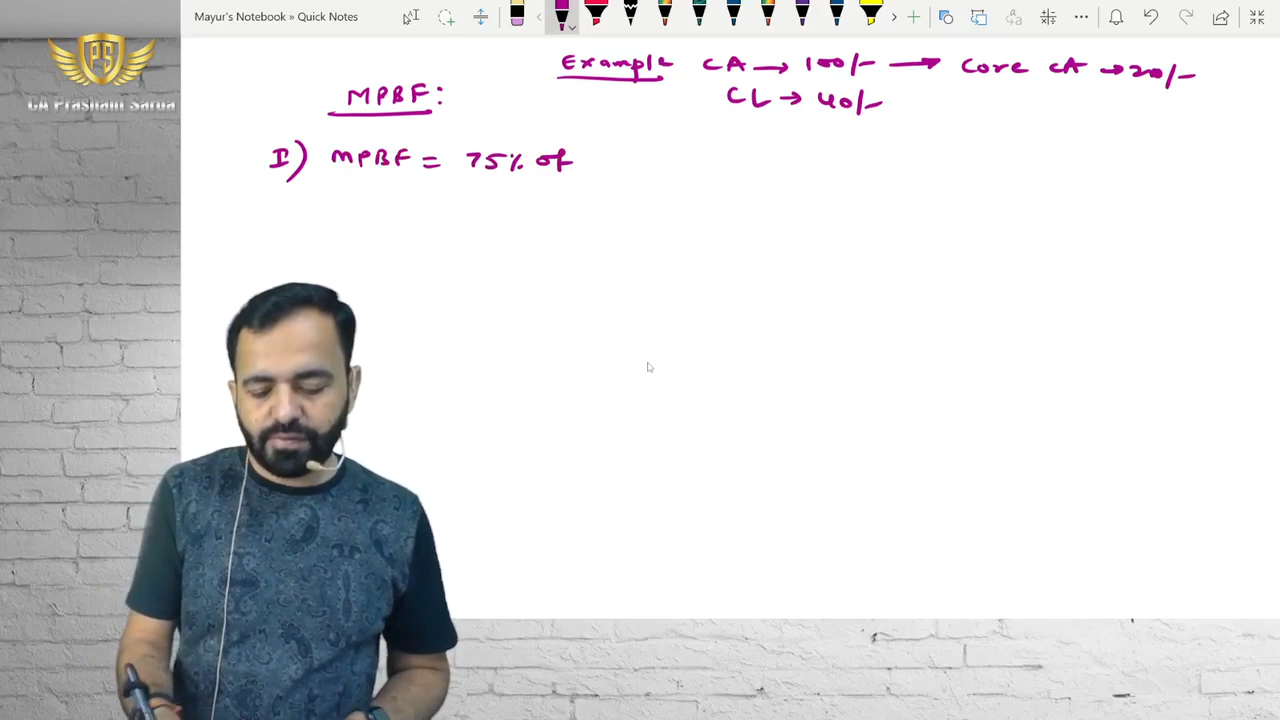 Mayur's Notebook » Quick Notes
PS
CA Prashant Sarda
Example CA → 100/- → Core CA → 20/-
CL → 40/-
MPBF:
I) MPBF = 75% of